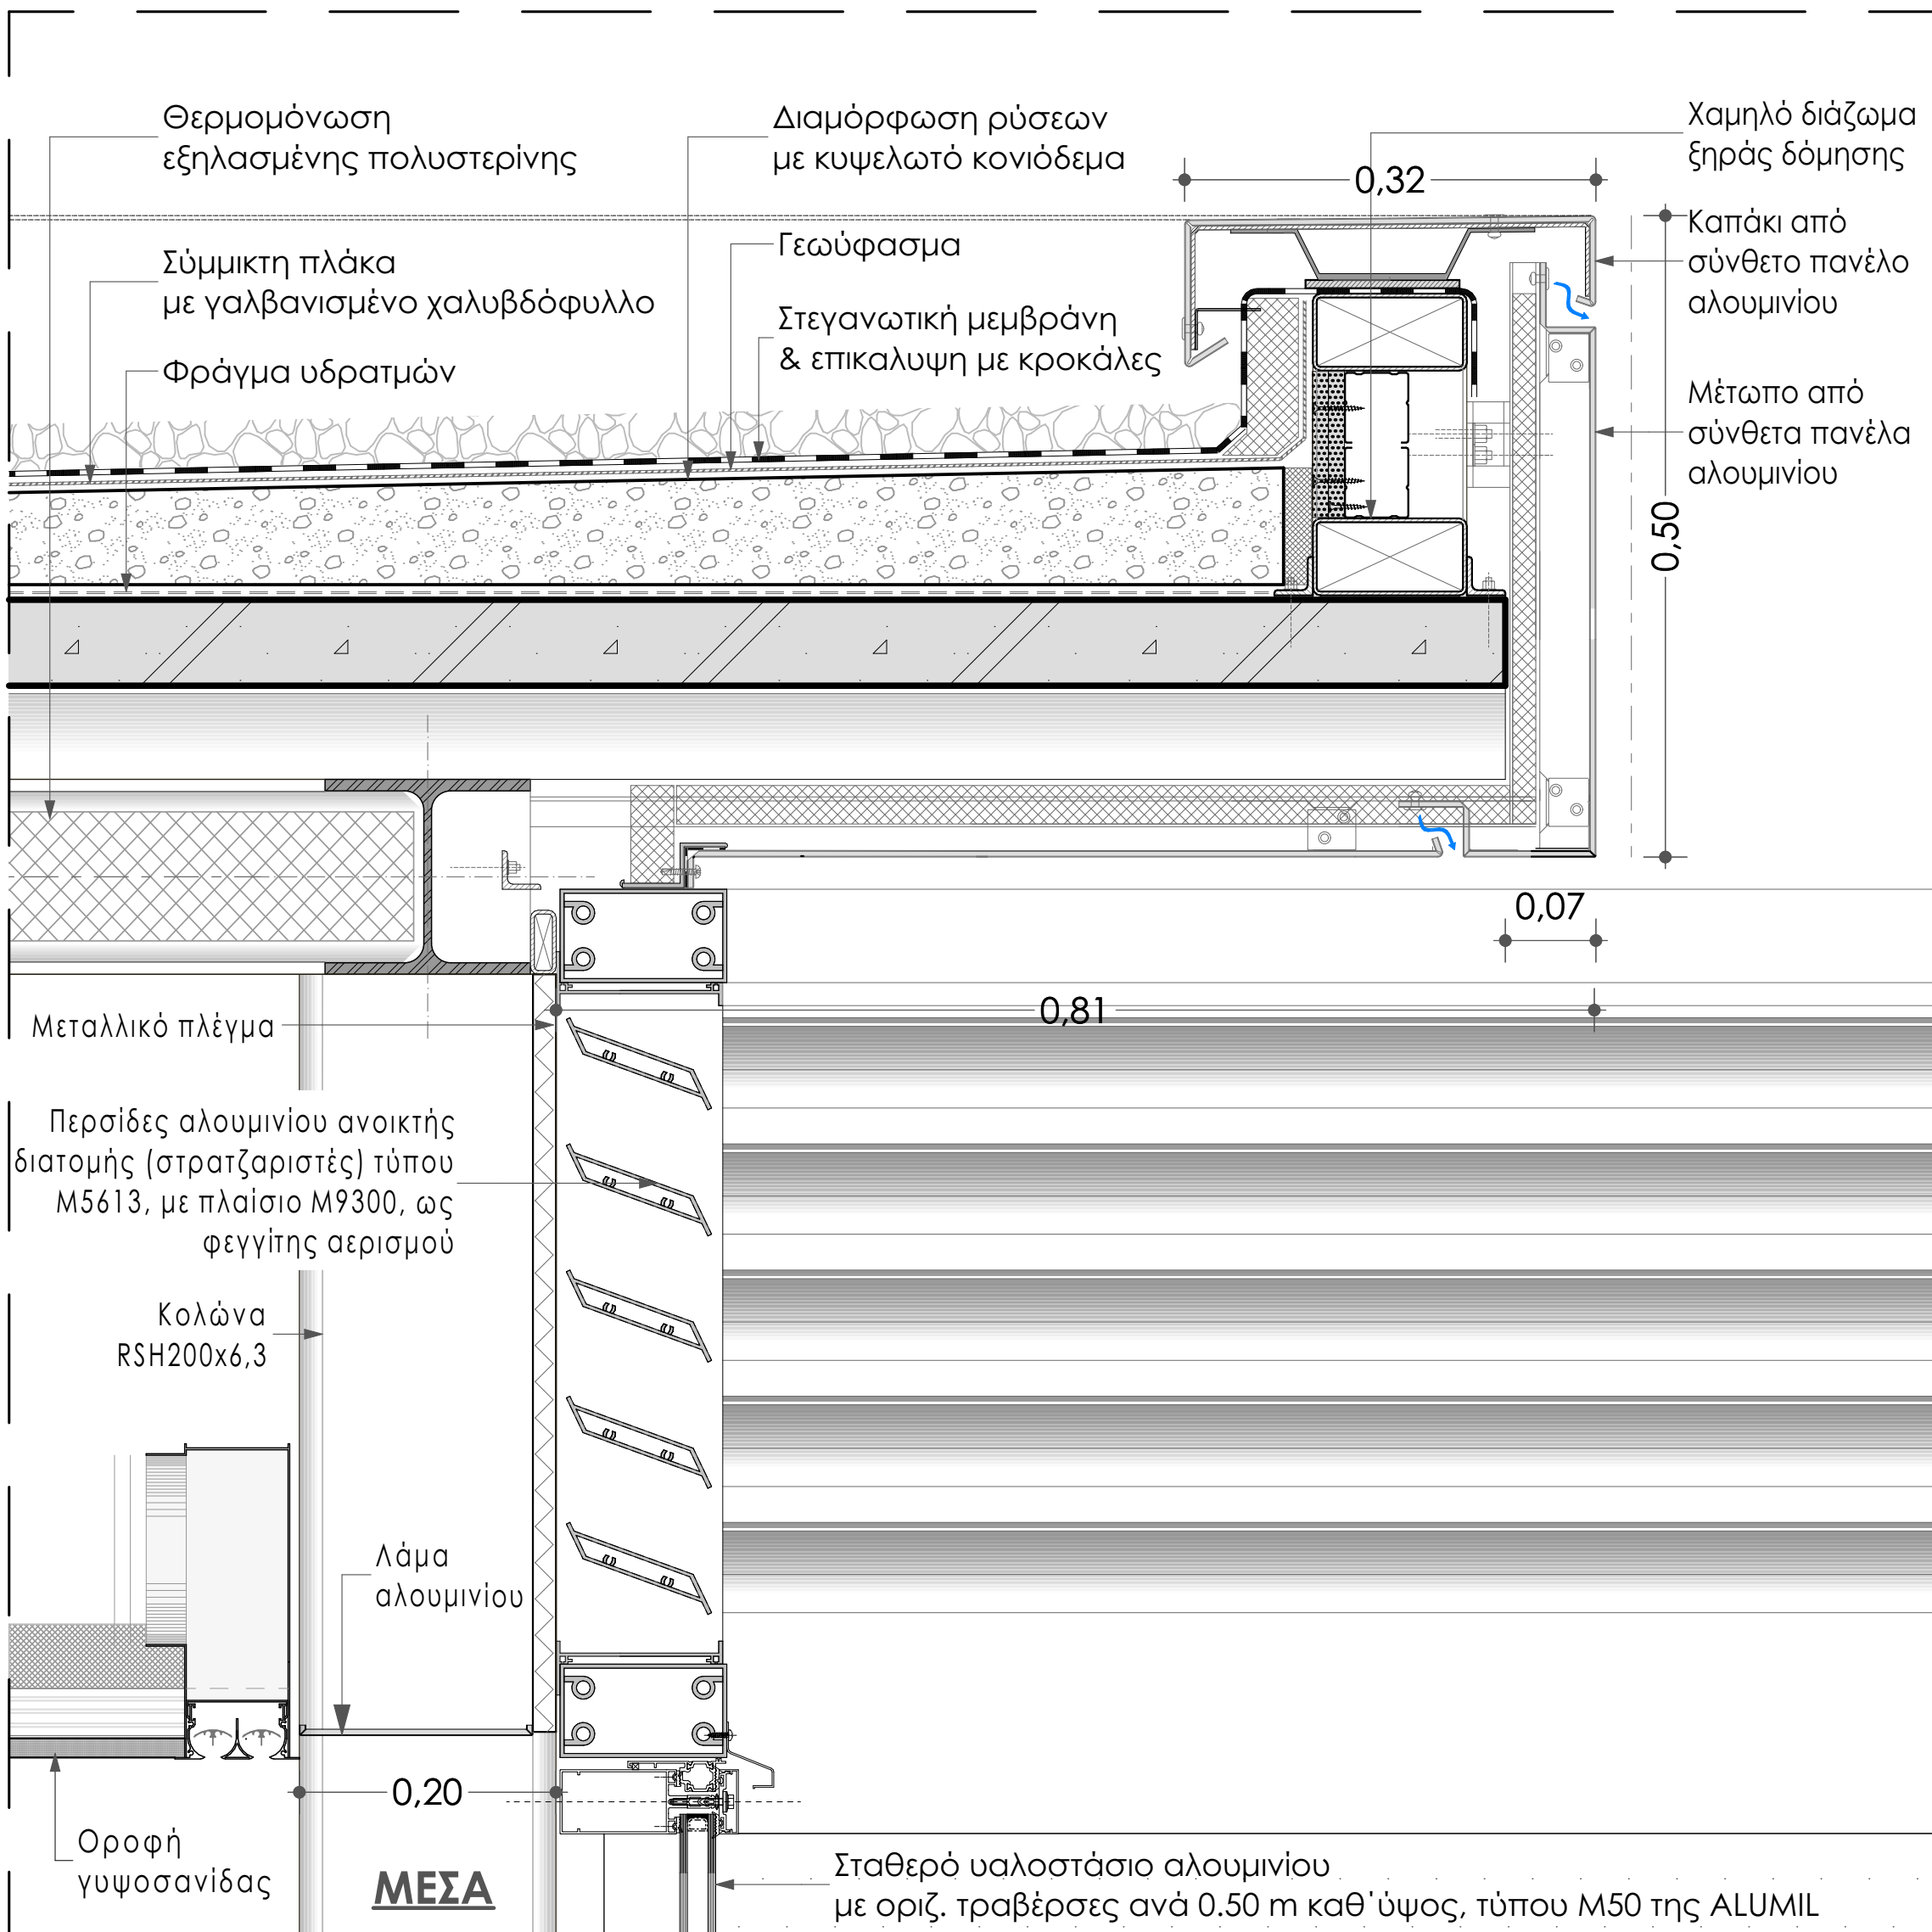 Θερμομόνωση
εξηλασμένης πολυστερίνης
Διαμόρφωση ρύσεων
με κυψελωτό κονιόδεμα
Χαμηλό διάζωμα
ξηράς δόμησης
0,32
Καπάκι από
σύνθετο πανέλο
αλουμινίου
Γεωύφασμα
Σύμμικτη πλάκα
με γαλβανισμένο χαλυβδόφυλλο
Στεγανωτική μεμβράνη
& επικαλυψη με κροκάλες
Φράγμα υδρατμών
Μέτωπο από
σύνθετα πανέλα
αλουμινίου
0,50
0,07
0,81
Μεταλλικό πλέγμα
Περσίδες αλουμινίου ανοικτής
διατομής (στρατζαριστές) τύπου
M5613, με πλαίσιο M9300, ως
φεγγίτης αερισμού
Κολώνα
RSH200x6,3
Λάμα
αλουμινίου
0,20
Οροφή
γυψοσανίδας
ΜΕΣΑ
Σταθερό υαλοστάσιο αλουμινίου
με οριζ. τραβέρσες ανά 0.50 m καθ΄ύψος, τύπου M50 της ALUMIL